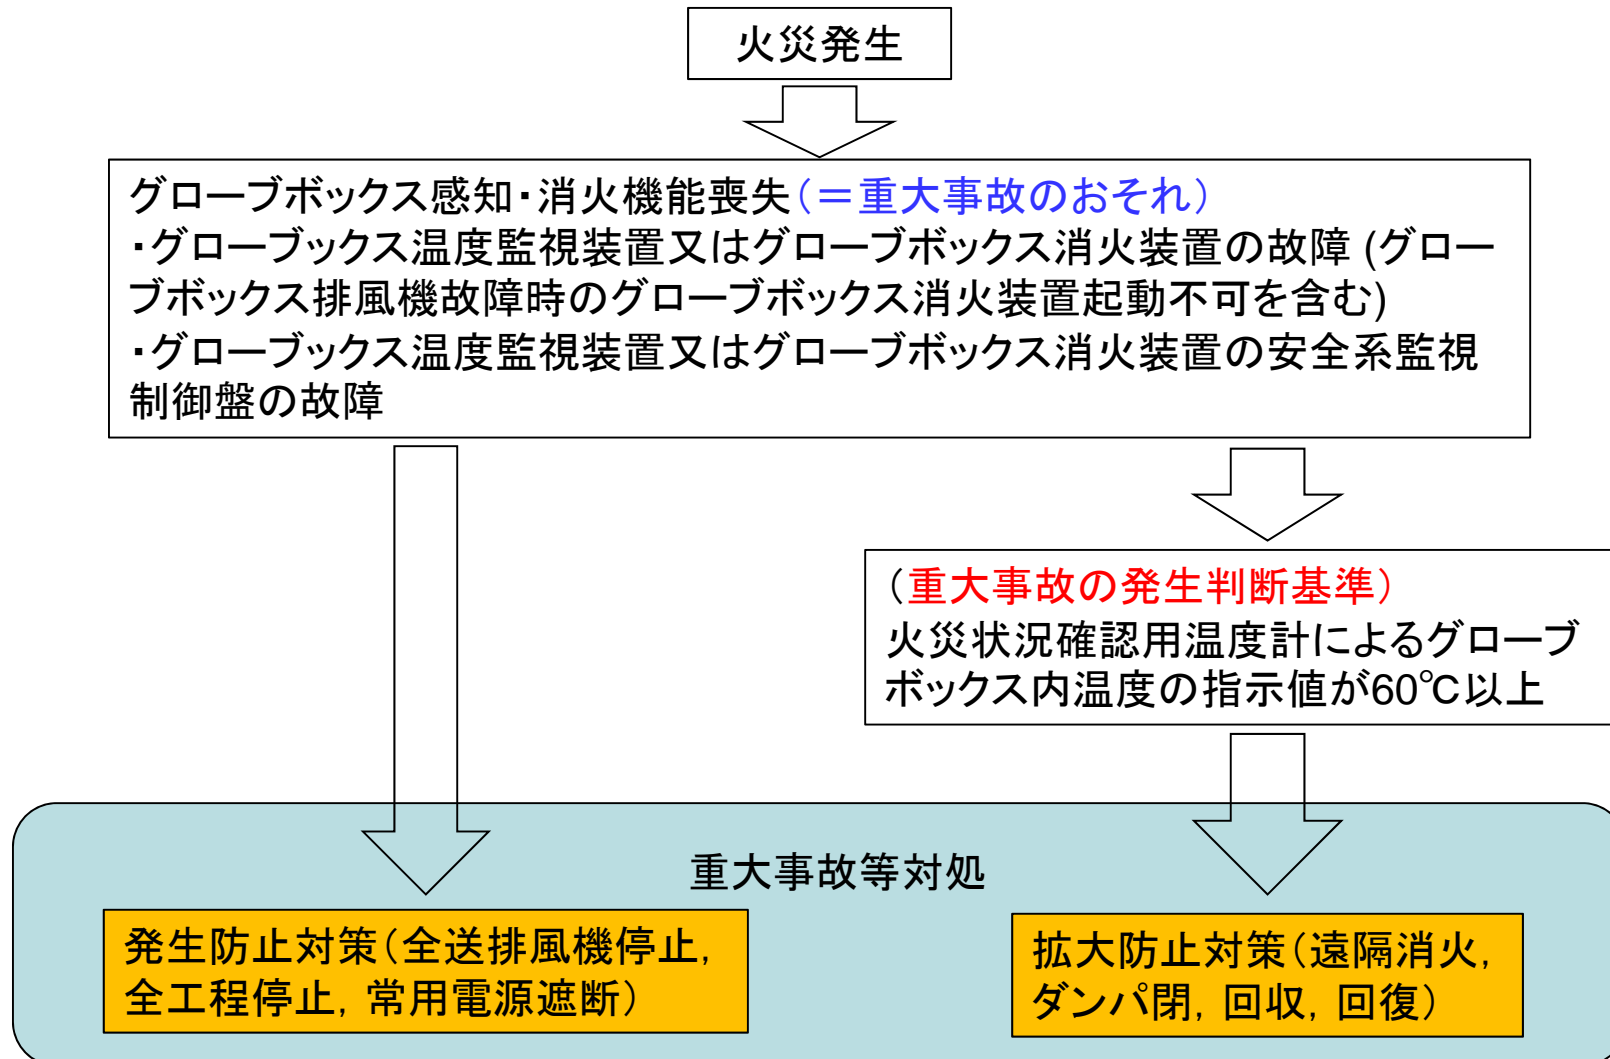 火災発生
グローブボックス感知・消火機能喪失(＝重大事故のおそれ)
・グローブックス温度監視装置又はグローブボックス消火装置の故障 (グロー
ブボックス排風機故障時のグローブボックス消火装置起動不可を含む)
・グローブックス温度監視装置又はグローブボックス消火装置の安全系監視
制御盤の故障
(重大事故の発生判断基準)
火災状況確認用温度計によるグローブ
ボックス内温度の指示値が60℃以上
重大事故等対処
発生防止対策(全送排風機停止,
全工程停止, 常用電源遮断)
拡大防止対策(遠隔消火,
ダンパ閉, 回収, 回復)